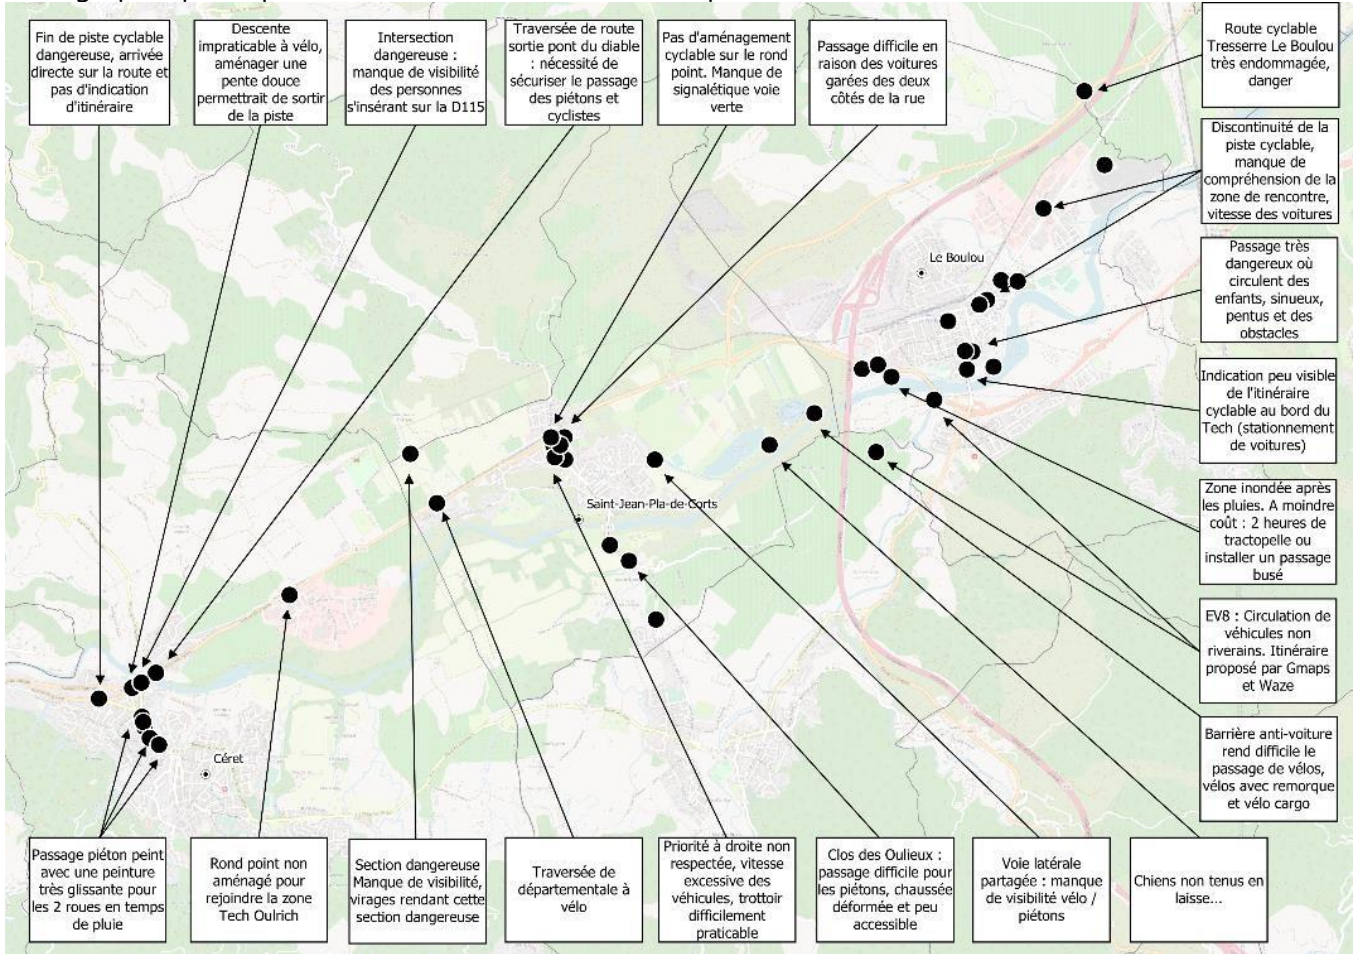 Fin de piste cyclable
dangereuse, arrivée
directe sur la route et
pas d'indication
d'itinéraire
Descente
impraticable à vélo,
aménager une
pente douce
permettrait de sortir
de la piste
Intersection
dangereuse :
manque de visibilité
des personnes
s'insérant sur la D115
Traversée de route
sortie pont du diable
: nécessité de
sécuriser le passage
des piétons et
cyclistes
Pas d'aménagement
cyclable sur le rond
point. Manque de
signalétique voie
verte
Passage difficile en
raison des voitures
garées des deux
côtés de la rue
Route cyclable
Tresserre Le Boulou
très endommagée,
danger
Discontinuité de la
piste cyclable,
manque de
compréhension de la
zone de rencontre,
vitesse des voitures
Passage très
dangereux où
circulent des
enfants, sinueux,
pentus et des
obstacles
Indication peu visible
de l'itinéraire
cyclable au bord du
Tech (stationnement
de voitures)
Zone inondée après
les pluies. A moindre
coût : 2 heures de
tractopelle ou
installer un passage
busé
EV8 : Circulation de
véhicules non
riverains. Itinéraire
proposé par Gmaps
et Waze
Barrière anti-voiture
rend difficile le
passage de vélos,
vélos avec remorque
et vélo cargo
Le Boulou
Saint-Jean-Pla-de-Corts
Céret
Passage piéton peint
avec une peinture
très glissante pour
les 2 roues en temps
de pluie
Rond point non
aménagé pour
rejoindre la zone
Tech Oulrich
Section dangereuse
Manque de visibilité,
virages rendant cette
section dangereuse
Traversée de
départementale à
vélo
Priorité à droite non
respectée, vitesse
excessive des
véhicules, trottoir
difficilement
praticable
Clos des Oulieux :
passage difficile pour
les piétons, chaussée
déformée et peu
accessible
Voie latérale
partagée : manque
de visibilité vélo /
piétons
Chiens non tenus en
laisse...